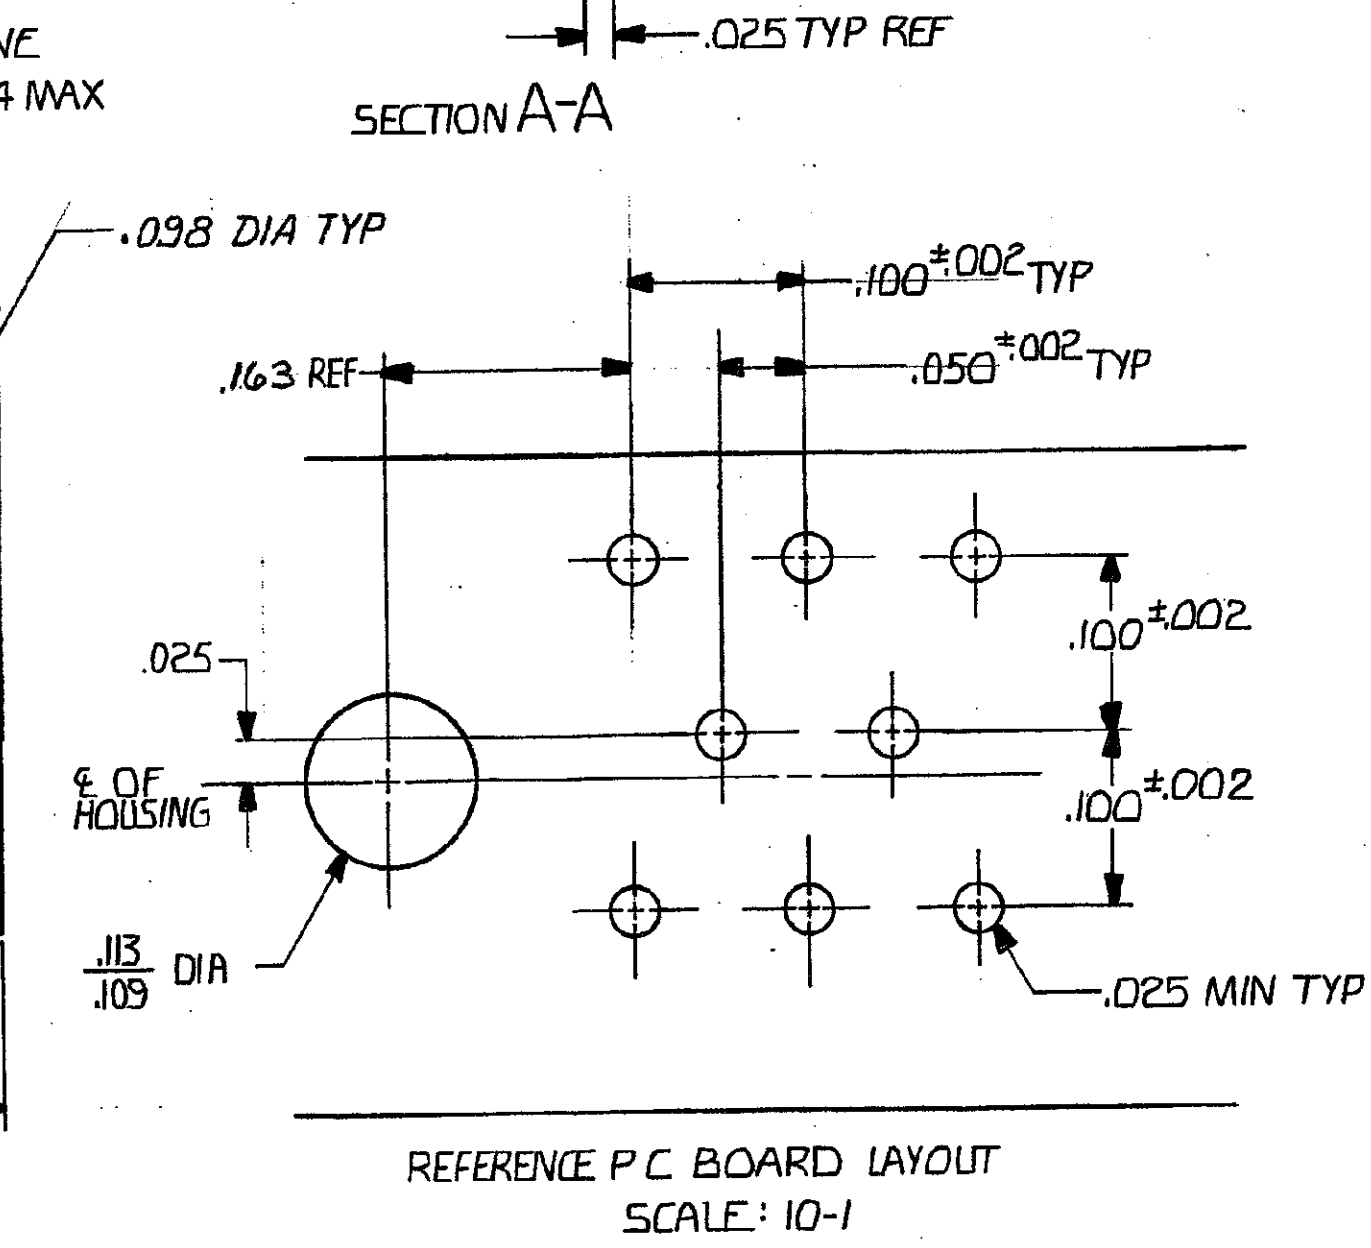 .025 TYP REF
NE
4 MAX
SECTION A-A
.098 DIA TYP
.100 ±.002 TYP
.163 REF
.050 ±.002 TYP
.100 ±.002
.025
℄ OF
HOUSING
.100 ±.002
.113
.109 DIA
.025 MIN TYP
REFERENCE P C BOARD LAYOUT
SCALE: 10-1